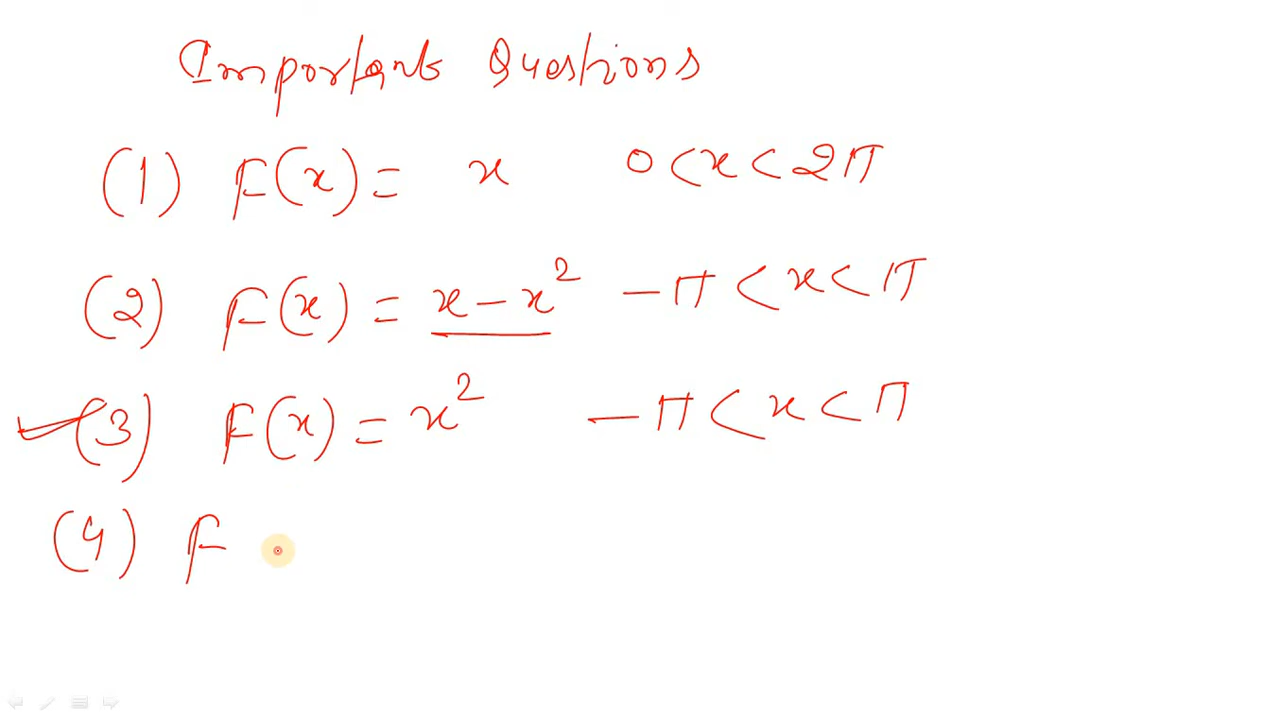 Important Questions
(1) F(x) = x 0 < x < 2π
(2) F(x) = x - x² -π < x < π
(3) F(x) = x² -π < x < π
(4) F